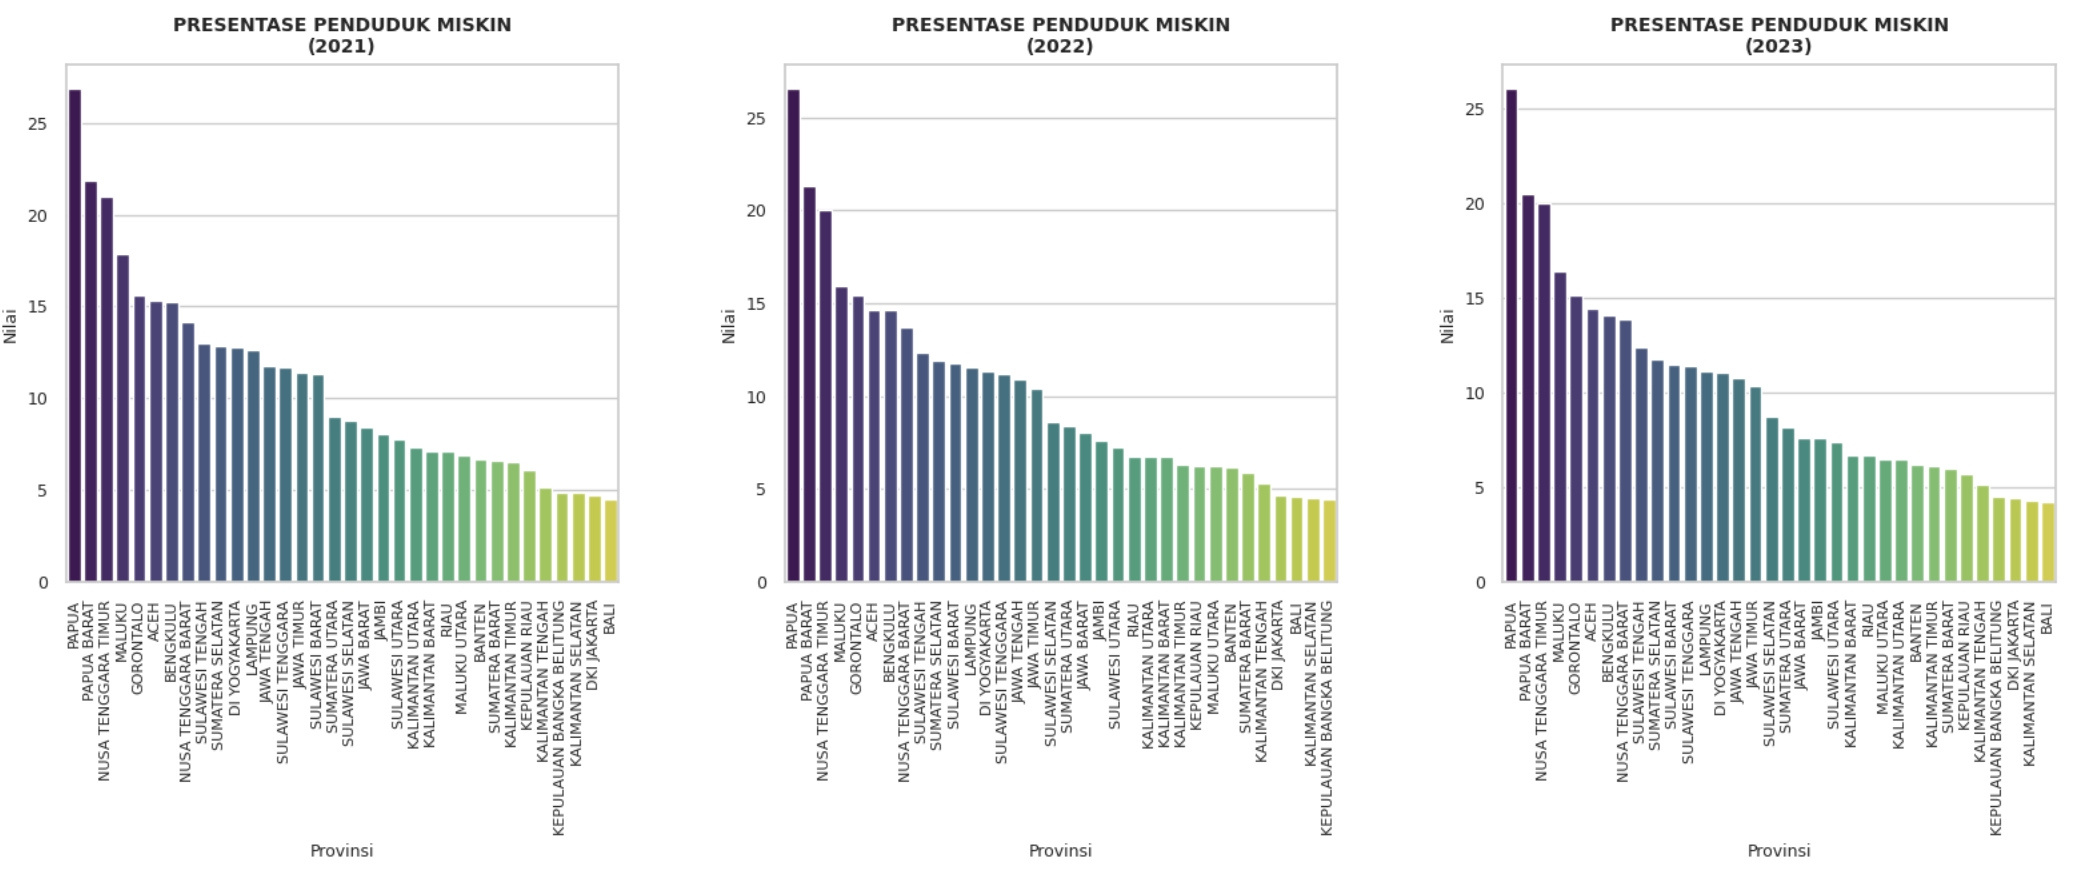 PRESENTASE PENDUDUK MISKIN
(2021)
Nilai
25
20
15
10
5
0
PAPUA
PAPUA BARAT
NUSA TENGGARA TIMUR
MALUKU
GORONTALO
ACEH
BENGKULU
NUSA TENGGARA BARAT
SULAWESI TENGAH
SUMATERA SELATAN
DI YOGYAKARTA
LAMPUNG
JAWA TENGAH
SULAWESI TENGGARA
JAWA TIMUR
SULAWESI BARAT
SUMATERA UTARA
SULAWESI SELATAN
JAWA BARAT
JAMBI
SULAWESI UTARA
KALIMANTAN UTARA
KALIMANTAN BARAT
RIAU
MALUKU UTARA
BANTEN
SUMATERA BARAT
KALIMANTAN TIMUR
KEPULAUAN RIAU
KALIMANTAN TENGAH
KEPULAUAN BANGKA BELITUNG
KALIMANTAN SELATAN
DKI JAKARTA
BALI
Provinsi
PRESENTASE PENDUDUK MISKIN
(2022)
Nilai
25
20
15
10
5
0
PAPUA
PAPUA BARAT
NUSA TENGGARA TIMUR
MALUKU
GORONTALO
ACEH
BENGKULU
NUSA TENGGARA BARAT
SULAWESI TENGAH
SUMATERA SELATAN
SULAWESI BARAT
LAMPUNG
DI YOGYAKARTA
SULAWESI TENGGARA
JAWA TENGAH
JAWA TIMUR
SULAWESI SELATAN
SUMATERA UTARA
JAWA BARAT
JAMBI
SULAWESI UTARA
RIAU
KALIMANTAN UTARA
KALIMANTAN BARAT
KALIMANTAN TIMUR
KEPULAUAN RIAU
MALUKU UTARA
BANTEN
SUMATERA BARAT
KALIMANTAN TENGAH
DKI JAKARTA
BALI
KALIMANTAN SELATAN
KEPULAUAN BANGKA BELITUNG
Provinsi
PRESENTASE PENDUDUK MISKIN
(2023)
Nilai
25
20
15
10
5
0
PAPUA
PAPUA BARAT
NUSA TENGGARA TIMUR
MALUKU
GORONTALO
ACEH
BENGKULU
NUSA TENGGARA BARAT
SULAWESI TENGAH
SUMATERA SELATAN
SULAWESI BARAT
SULAWESI TENGGARA
LAMPUNG
DI YOGYAKARTA
JAWA TENGAH
JAWA TIMUR
SULAWESI SELATAN
SUMATERA UTARA
JAWA BARAT
JAMBI
SULAWESI UTARA
KALIMANTAN BARAT
RIAU
MALUKU UTARA
KALIMANTAN UTARA
BANTEN
KALIMANTAN TIMUR
SUMATERA BARAT
KEPULAUAN RIAU
KALIMANTAN TENGAH
KEPULAUAN BANGKA BELITUNG
DKI JAKARTA
KALIMANTAN SELATAN
BALI
Provinsi